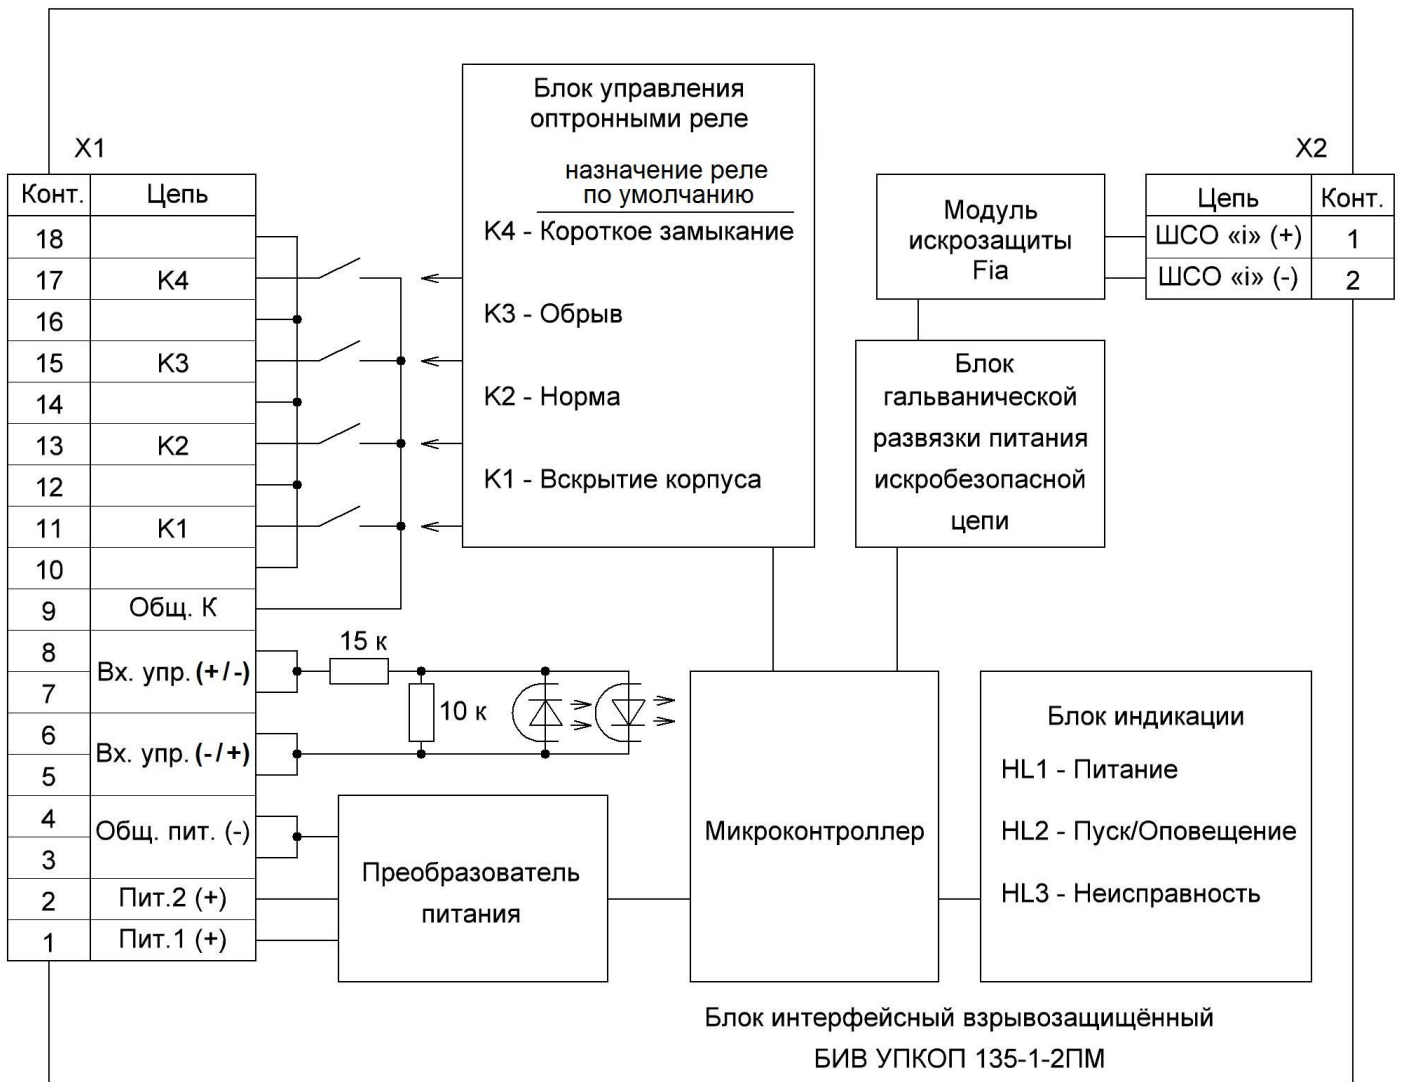 X1
Конт. Цепь
18
17 K4
16
15 K3
14
13 K2
12
11 K1
10
9 Общ. К
8
Вх. упр. (+/-)
7
6
Вх. упр. (-/+)
5
4
Общ. пит. (-)
3
2 Пит.2 (+)
1 Пит.1 (+)
Блок управления
оптронными реле
назначение реле
по умолчанию
K4 - Короткое замыкание
K3 - Обрыв
K2 - Норма
K1 - Вскрытие корпуса
15 к
10 к
Преобразователь
питания
Микроконтроллер
Модуль
искрозащиты
Fia
Блок
гальванической
развязки питания
искробезопасной
цепи
X2
Цепь Конт.
ШСО «i» (+) 1
ШСО «i» (-) 2
Блок индикации
HL1 - Питание
HL2 - Пуск/Оповещение
HL3 - Неисправность
Блок интерфейсный взрывозащищённый
БИВ УПКОП 135-1-2ПМ